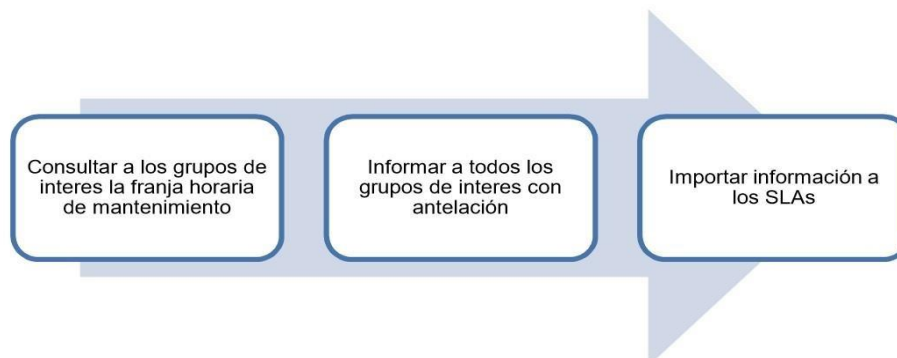 Consultar a los grupos de
interes la franja horaria
de mantenimiento
Informar a todos los
grupos de interes con
antelación
Importar información a
los SLAs